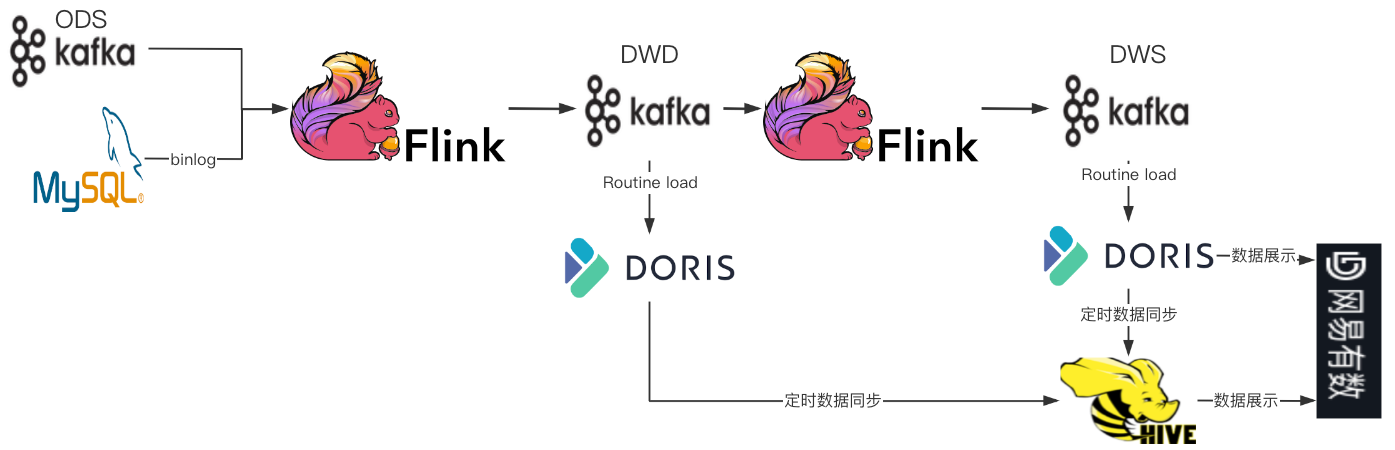 ODS
kafka
MySQL®
binlog
Flink
DWD
kafka
Routine load
DORIS
Flink
DWS
kafka
Routine load
DORIS
数据展示
定时数据同步
定时数据同步
HIVE
数据展示
网易有数